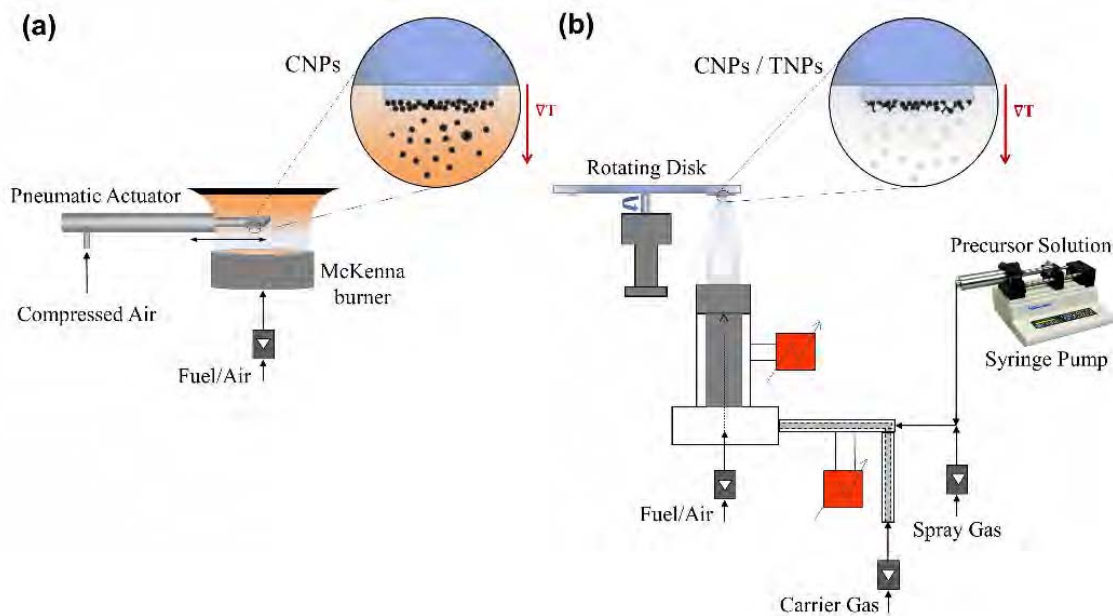 (a)
CNPs
∇T
Pneumatic Actuator
McKenna
burner
Compressed Air
Fuel/Air
(b)
CNPs / TNPs
∇T
Rotating Disk
Precursor Solution
Syringe Pump
Fuel/Air
Spray Gas
Carrier Gas